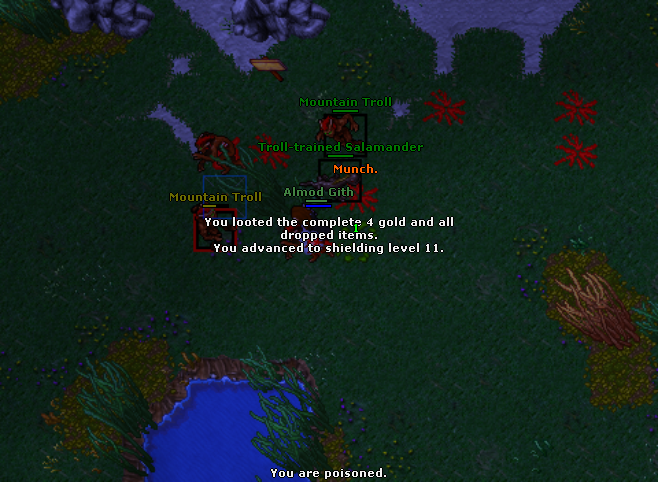 Mountain Troll
Troll-trained Salamander
Munch.
Almod Gith
Mountain Troll
You looted the complete 4 gold and all
dropped items.
You advanced to shielding level 11.
You are poisoned.